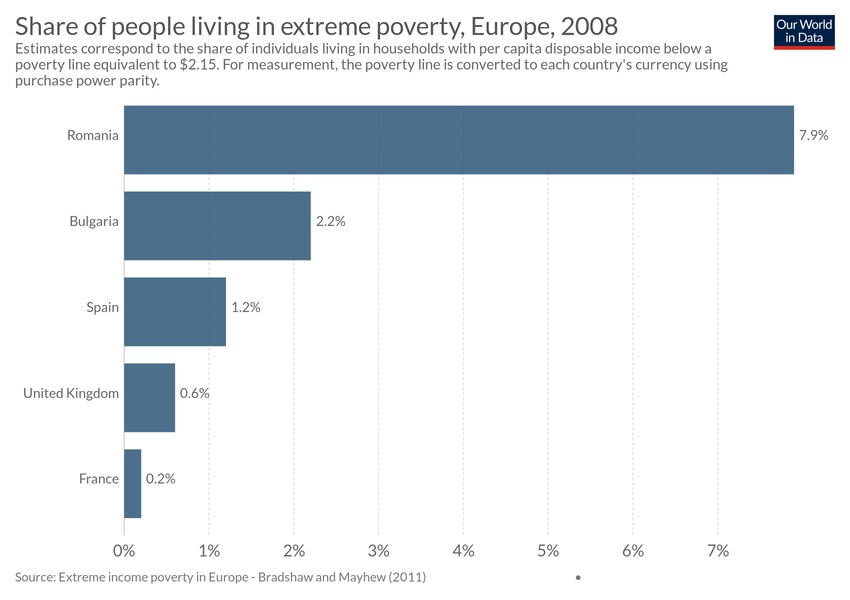 Share of people living in extreme poverty, Europe, 2008
Our World
in Data
Estimates correspond to the share of individuals living in households with per capita disposable income below a
poverty line equivalent to $2.15. For measurement, the poverty line is converted to each country's currency using
purchase power parity.
Romania
7.9%
Bulgaria
2.2%
Spain
1.2%
United Kingdom
0.6%
France
0.2%
0% 1% 2% 3% 4% 5% 6% 7%
Source: Extreme income poverty in Europe - Bradshaw and Mayhew (2011) •